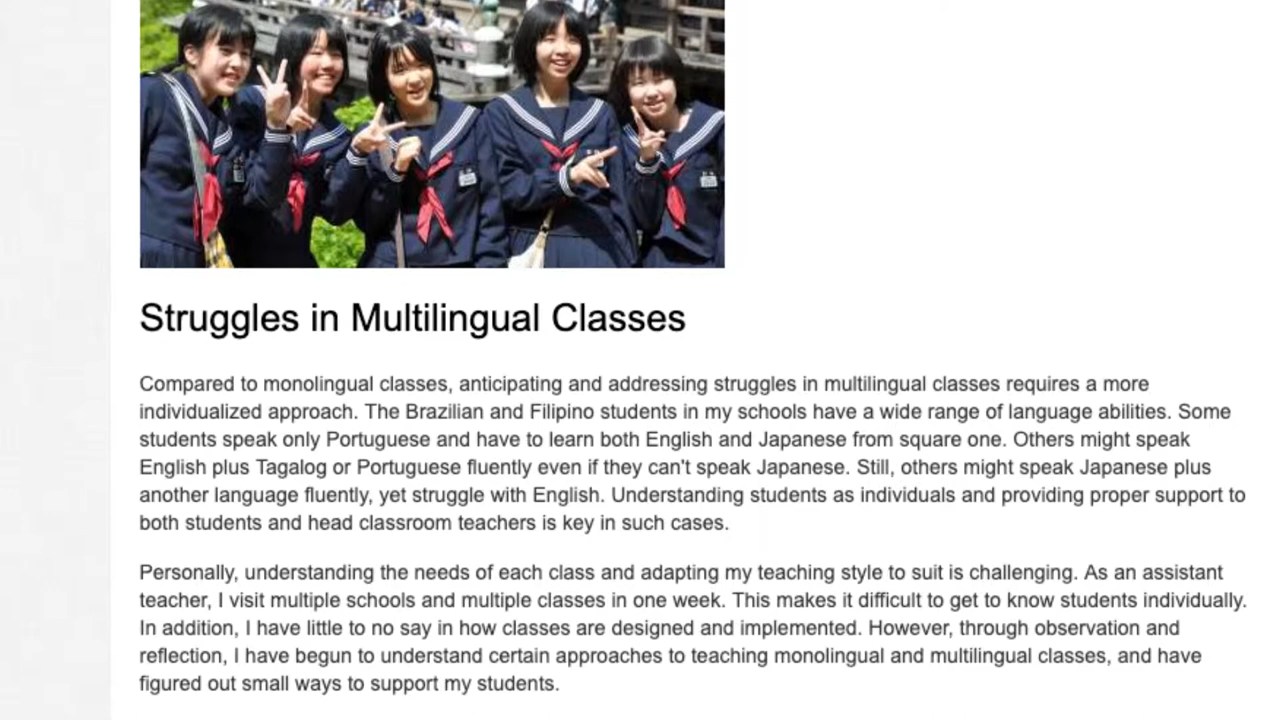 Struggles in Multilingual Classes
Compared to monolingual classes, anticipating and addressing struggles in multilingual classes requires a more
individualized approach. The Brazilian and Filipino students in my schools have a wide range of language abilities. Some
students speak only Portuguese and have to learn both English and Japanese from square one. Others might speak
English plus Tagalog or Portuguese fluently even if they can't speak Japanese. Still, others might speak Japanese plus
another language fluently, yet struggle with English. Understanding students as individuals and providing proper support to
both students and head classroom teachers is key in such cases.
Personally, understanding the needs of each class and adapting my teaching style to suit is challenging. As an assistant
teacher, I visit multiple schools and multiple classes in one week. This makes it difficult to get to know students individually.
In addition, I have little to no say in how classes are designed and implemented. However, through observation and
reflection, I have begun to understand certain approaches to teaching monolingual and multilingual classes, and have
figured out small ways to support my students.